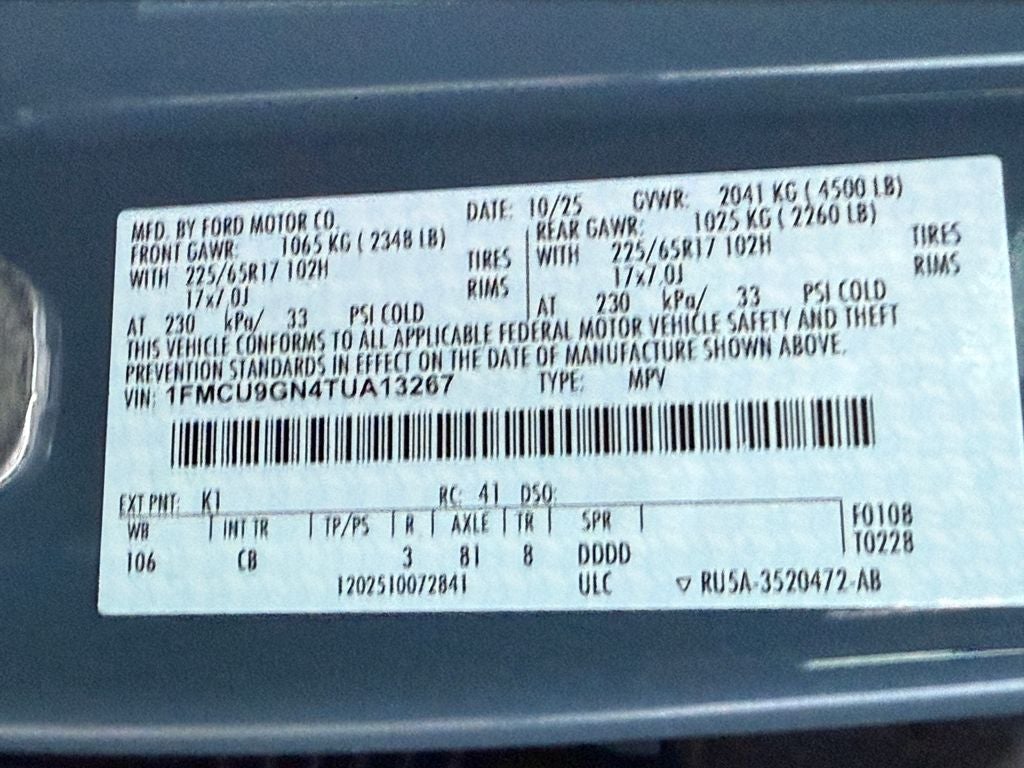 MFD. BY FORD MOTOR CO. DATE: 10/25 GVWR: 2041 KG ( 4500 LB)
FRONT GAWR: 1065 KG ( 2348 LB) REAR GAWR: 1025 KG ( 2260 LB)
WITH 225/65R17 102H TIRES WITH 225/65R17 102H TIRES
17x7.0J RIMS 17x7.0J RIMS
AT 230 kPa/ 33 PSI COLD AT 230 kPa/ 33 PSI COLD
THIS VEHICLE CONFORMS TO ALL APPLICABLE FEDERAL MOTOR VEHICLE SAFETY AND THEFT
PREVENTION STANDARDS IN EFFECT ON THE DATE OF MANUFACTURE SHOWN ABOVE.
VIN: 1FMCU9GN4TUA13267 TYPE: MPV
EXT PNT: K1 RC: 41 DSO:
WB INT TR TP/PS R AXLE TR SPR F0108
106 CB 3 81 8 DDDD T0228
1202510072841 ULC ▽ RU5A-3520472-AB